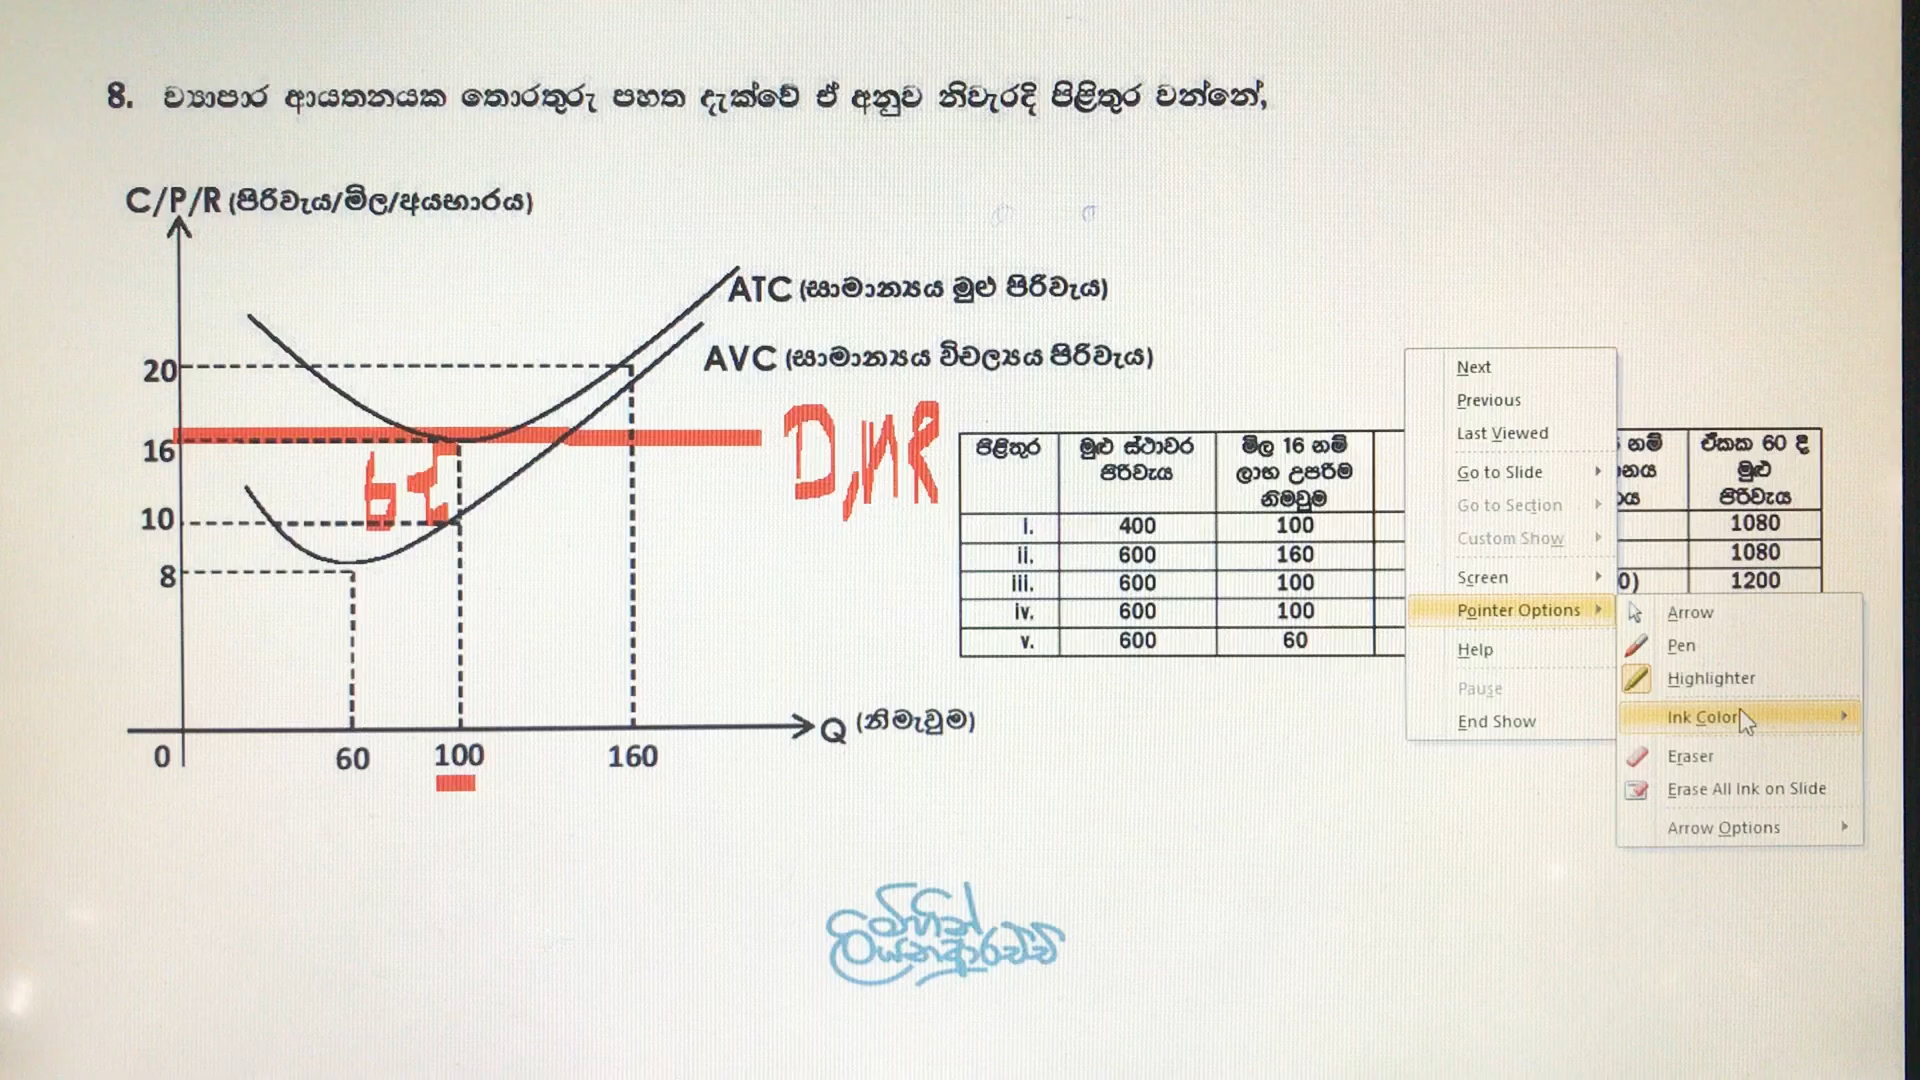 8. ව්‍යාපාර ආයතනයක තොරතුරු පහත දැක්වේ ඒ අනුව නිවැරදි පිළිතුර වන්නේ,
C/P/R (පිරිවැය/මිල/අයභාරය)
ATC (සාමාන්‍යය මුළු පිරිවැය)
AVC (සාමාන්‍යය විචල්‍යය පිරිවැය)
20
16
10
8
D, MR
0 60 100 160
Q (නිමැවුම)
පිළිතුර මුළු ස්ථාවර පිරිවැය මිල 16 නම් ලාභ උපරිම නිමවුම නම් ඒකක 60 දී මුළු පිරිවැය
i. 400 100 1080
ii. 600 160 1080
iii. 600 100 0) 1200
iv. 600 100
v. 600 60
Next
Previous
Last Viewed
Go to Slide
Go to Section
Custom Show
Screen
Pointer Options
Help
Pause
End Show
Arrow
Pen
Highlighter
Ink Color
Eraser
Erase All Ink on Slide
Arrow Options
මිහින්
ලියනආරච්චි